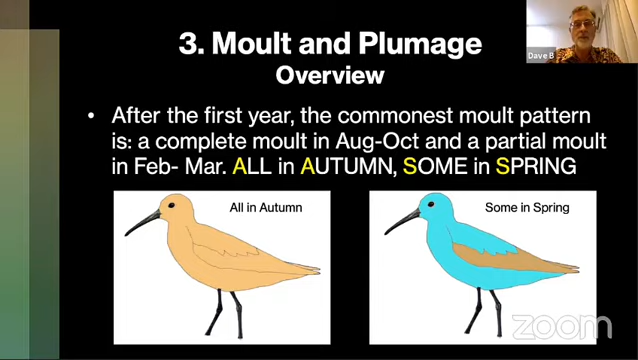 3. Moult and Plumage
Overview
Dave B
• After the first year, the commonest moult pattern
is: a complete moult in Aug-Oct and a partial moult
in Feb- Mar. ALL in AUTUMN, SOME in SPRING
All in Autumn
Some in Spring
zoom